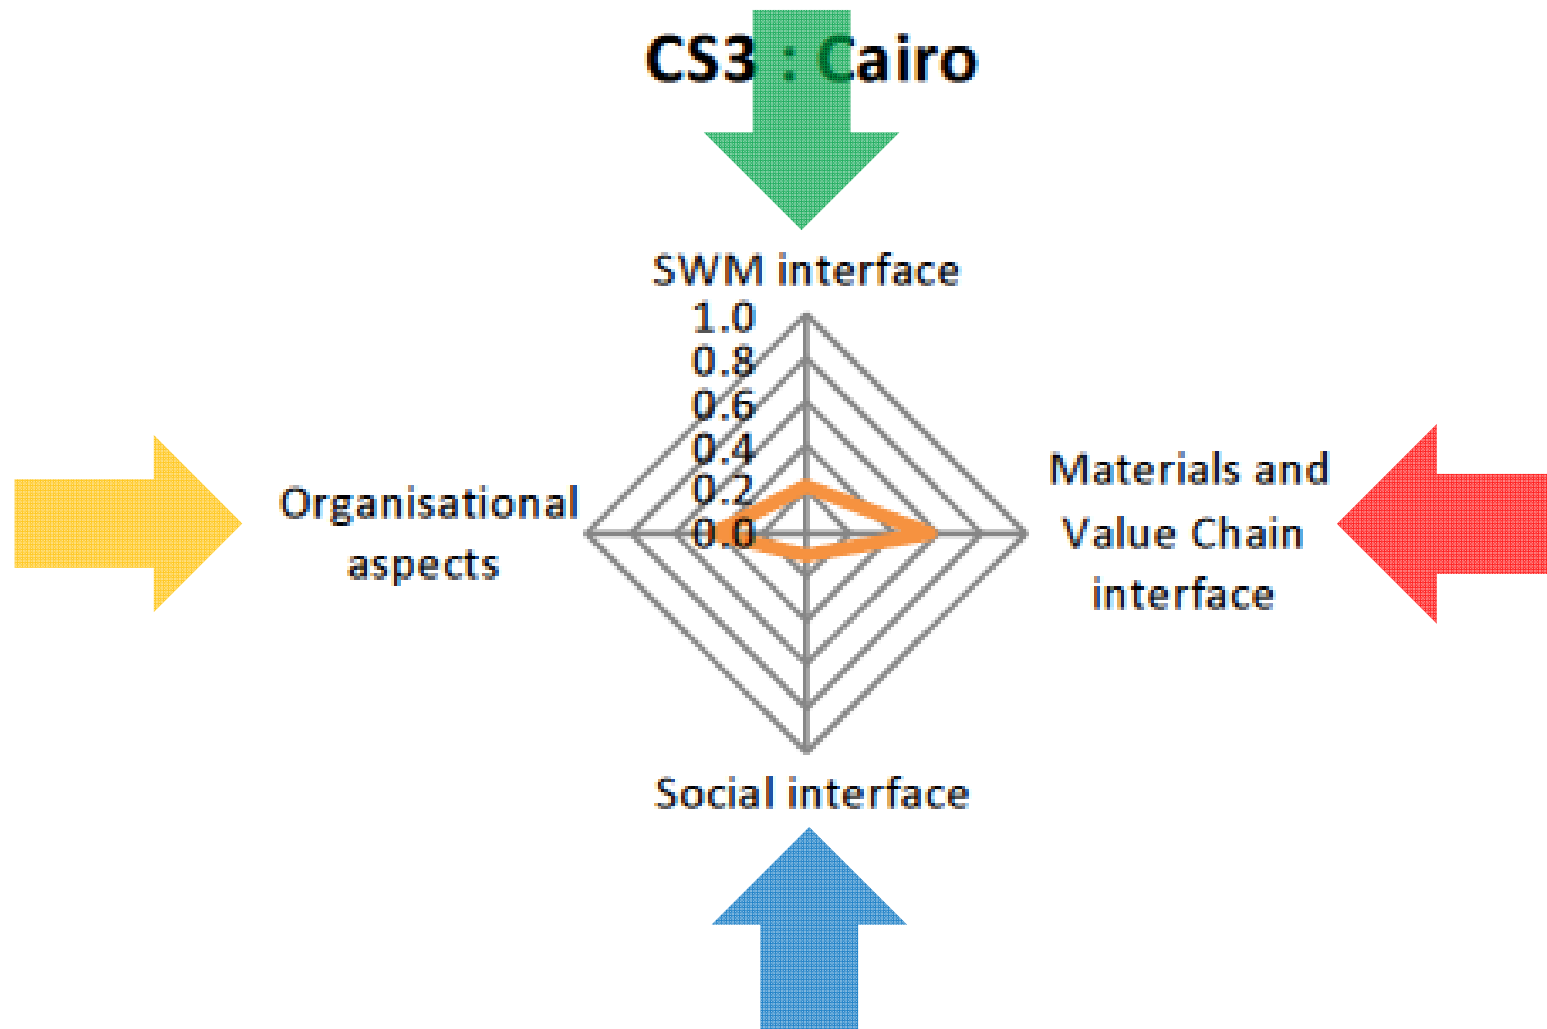 CS3 : Cairo
SWM interface
1.0
0.8
0.6
0.4
0.2
0.0
Organisational
aspects
Materials and
Value Chain
interface
Social interface